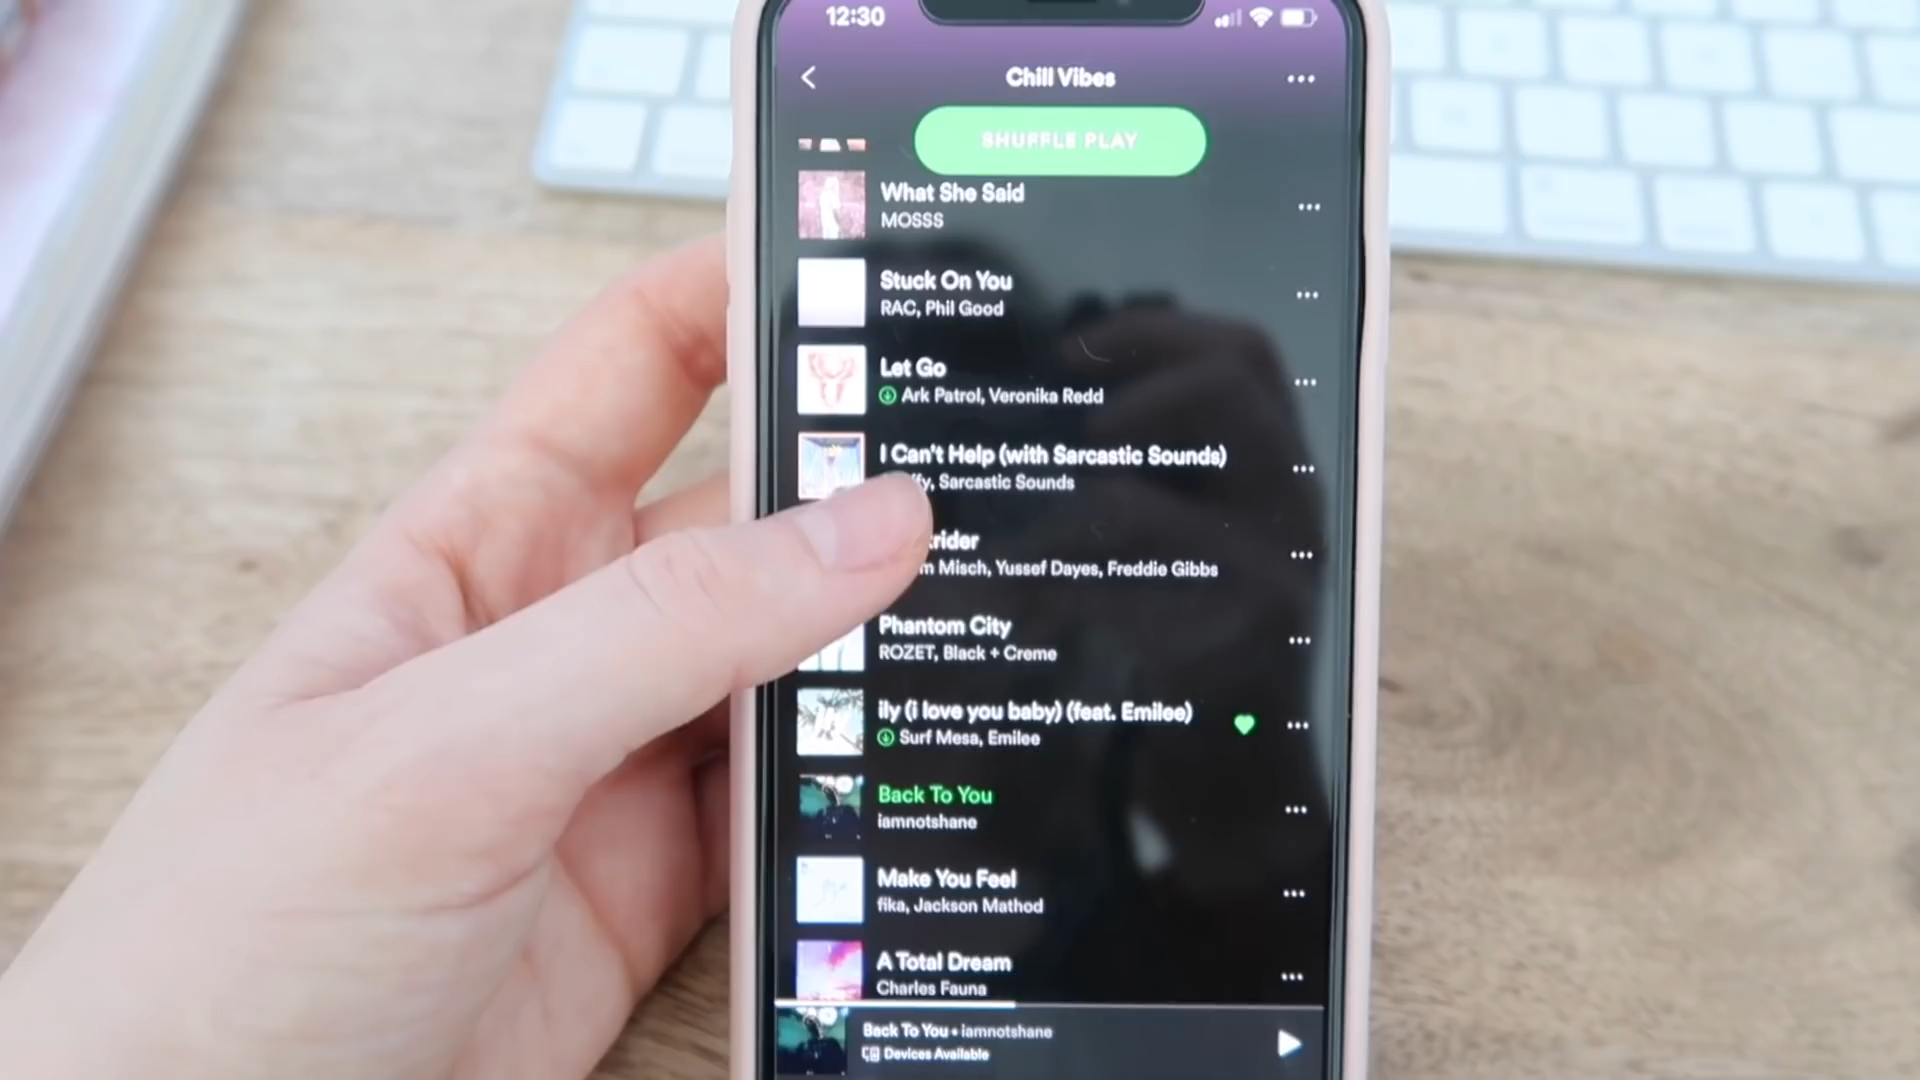 12:30
Chill Vibes
SHUFFLE PLAY
What She Said
MOSSS
Stuck On You
RAC, Phil Good
Let Go
Ark Patrol, Veronika Redd
I Can't Help (with Sarcastic Sounds)
Sarcastic Sounds
Misch, Yussef Dayes, Freddie Gibbs
Phantom City
ROZET, Black + Creme
ily (i love you baby) (feat. Emilee)
Surf Mesa, Emilee
Back To You
iamnotshane
Make You Feel
fika, Jackson Mathod
A Total Dream
Charles Fauna
Back To You • iamnotshane
Devices Available